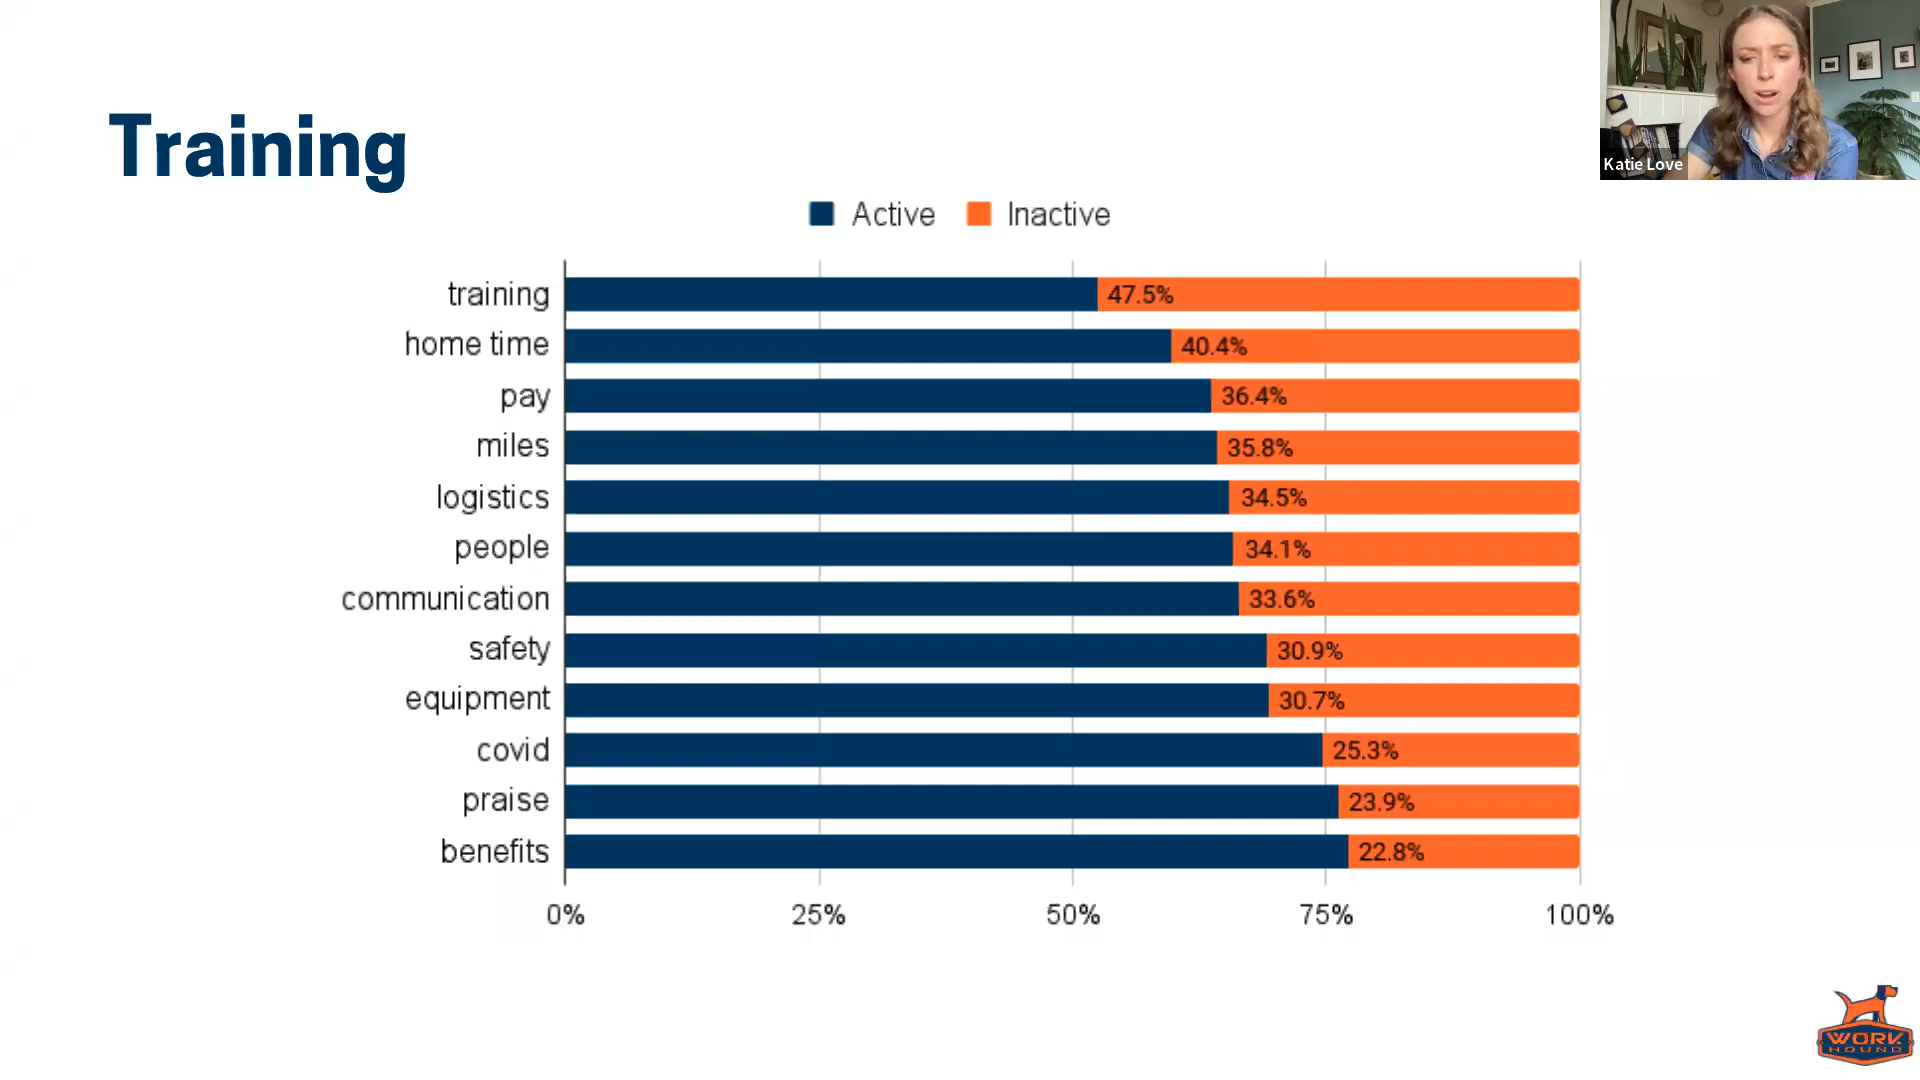 Training
Katie Love
Active Inactive
training 47.5%
home time 40.4%
pay 36.4%
miles 35.8%
logistics 34.5%
people 34.1%
communication 33.6%
safety 30.9%
equipment 30.7%
covid 25.3%
praise 23.9%
benefits 22.8%
0% 25% 50% 75% 100%
WORK
HOUND